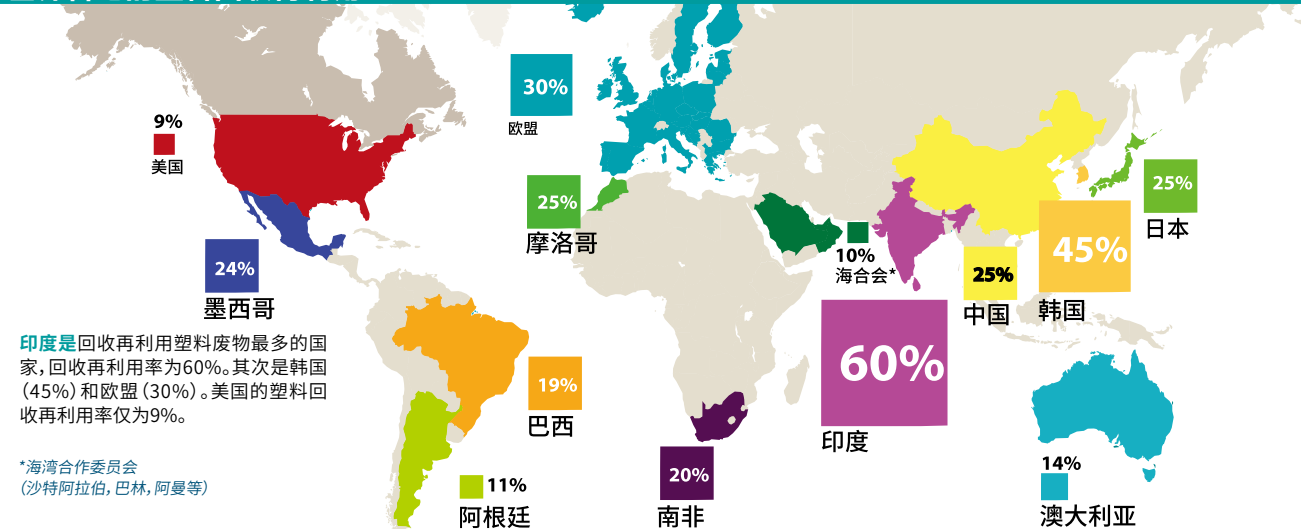 30%
欧盟
9%
美国
25%
摩洛哥
25%
日本
45%
韩国
10%
海合会*
25%
中国
24%
墨西哥
60%
印度
印度是回收再利用塑料废物最多的国
家，回收再利用率为60%。其次是韩国
（45%）和欧盟（30%）。美国的塑料回
收再利用率仅为9%。
19%
巴西
*海湾合作委员会
（沙特阿拉伯，巴林，阿曼等）
11%
阿根廷
20%
南非
14%
澳大利亚